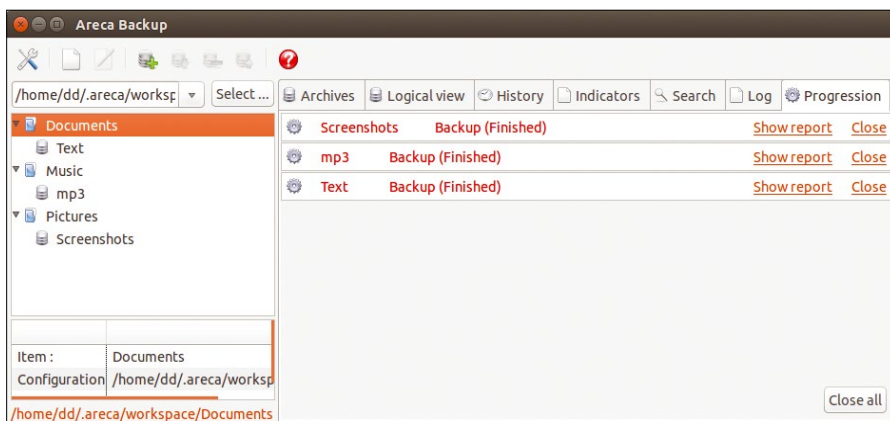 Areca Backup
/home/dd/.areca/worksp
Select ...
Archives Logical view History Indicators Search Log Progression
Documents
Text
Music
mp3
Pictures
Screenshots
Screenshots Backup (Finished) Show report Close
mp3 Backup (Finished) Show report Close
Text Backup (Finished) Show report Close
Item : Documents
Configuration /home/dd/.areca/worksp
Close all
/home/dd/.areca/workspace/Documents